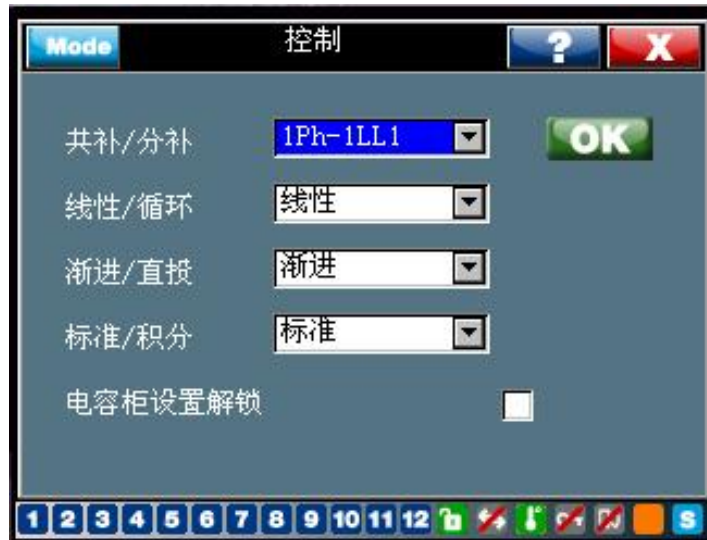 Mode 控制 ? X
共补/分补 1Ph-1LL1 OK
线性/循环 线性
渐进/直投 渐进
标准/积分 标准
电容柜设置解锁
1 2 3 4 5 6 7 8 9 10 11 12 S